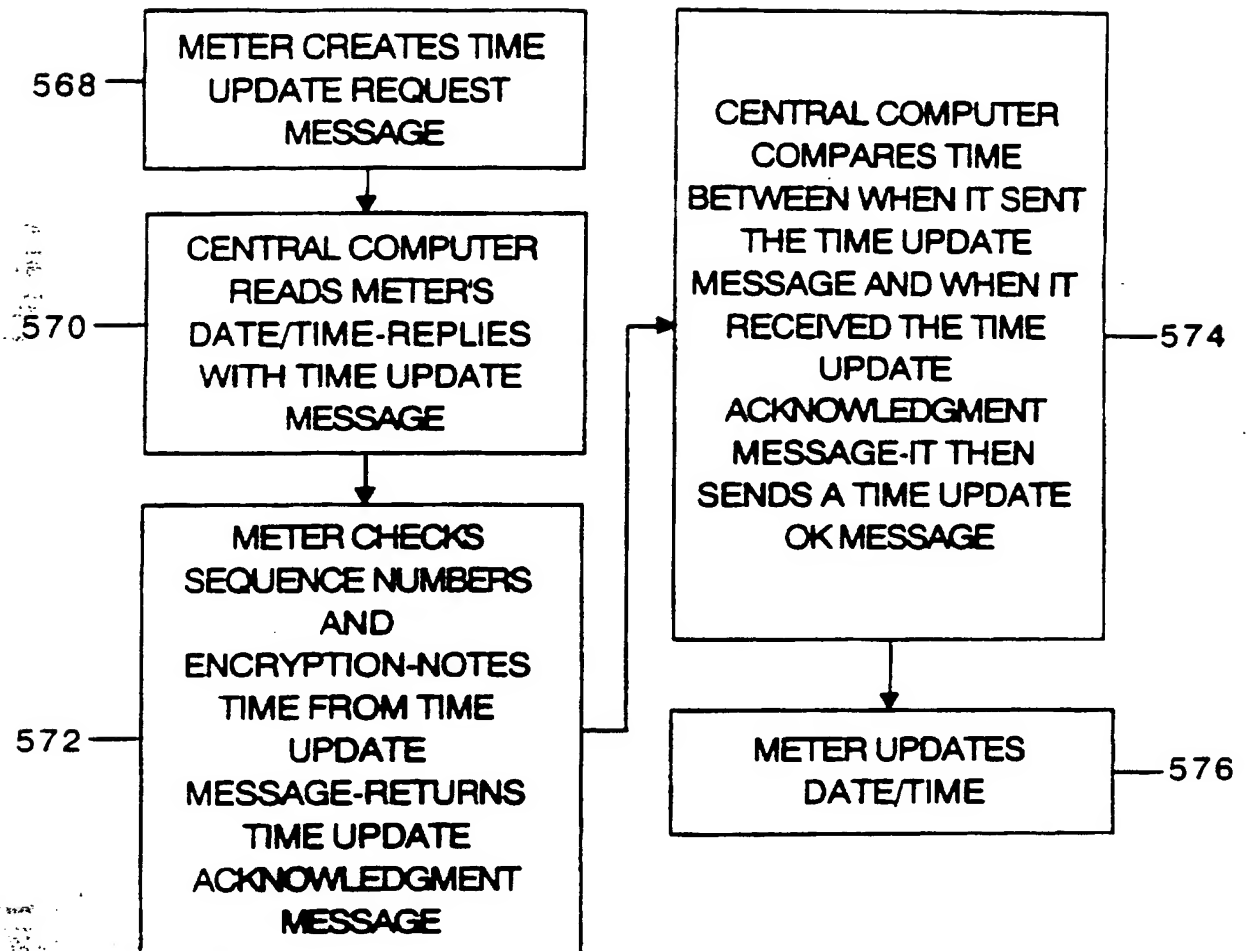 568
METER CREATES TIME
UPDATE REQUEST
MESSAGE
570
CENTRAL COMPUTER
READS METER'S
DATE/TIME-REPLIES
WITH TIME UPDATE
MESSAGE
572
METER CHECKS
SEQUENCE NUMBERS
AND
ENCRYPTION-NOTES
TIME FROM TIME
UPDATE
MESSAGE-RETURNS
TIME UPDATE
ACKNOWLEDGMENT
MESSAGE
CENTRAL COMPUTER
COMPARES TIME
BETWEEN WHEN IT SENT
THE TIME UPDATE
MESSAGE AND WHEN IT
RECEIVED THE TIME
UPDATE
ACKNOWLEDGMENT
MESSAGE-IT THEN
SENDS A TIME UPDATE
OK MESSAGE
574
METER UPDATES
DATE/TIME
576